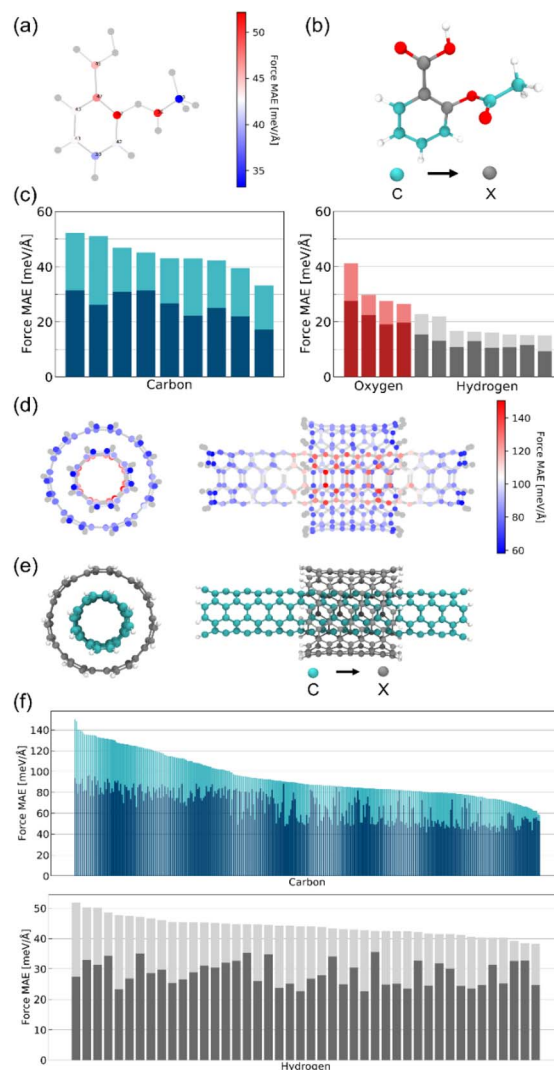 (a)
50
45
40
35
Force MAE [meV/Å]
(b)
C
X
(c)
60
40
20
0
Force MAE [meV/Å]
Carbon
60
40
20
0
Force MAE [meV/Å]
Oxygen
Hydrogen
(d)
140
120
100
80
60
Force MAE [meV/Å]
(e)
C
X
(f)
140
120
100
80
60
40
20
0
Force MAE [meV/Å]
Carbon
50
40
30
20
10
0
Force MAE [meV/Å]
Hydrogen